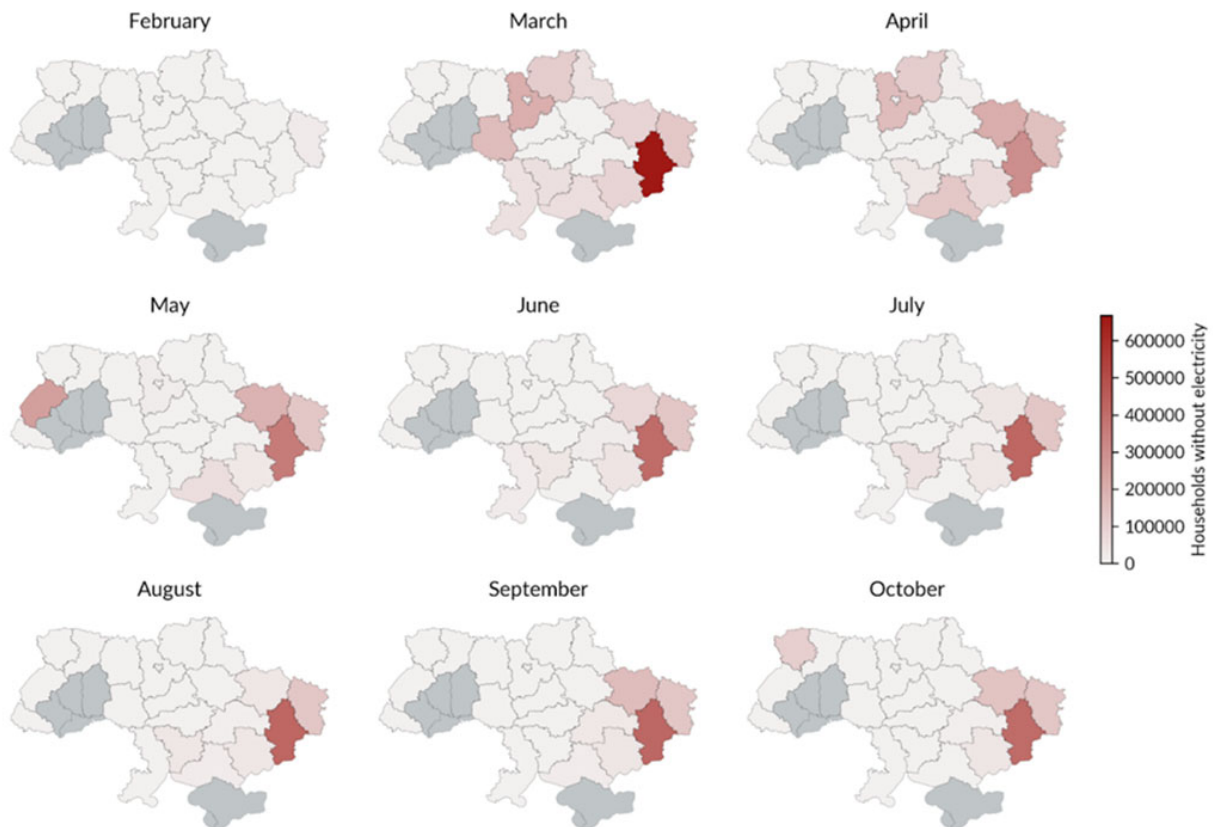 February
March
April
May
June
July
600000
500000
400000
300000
200000
100000
0
Households without electricity
August
September
October